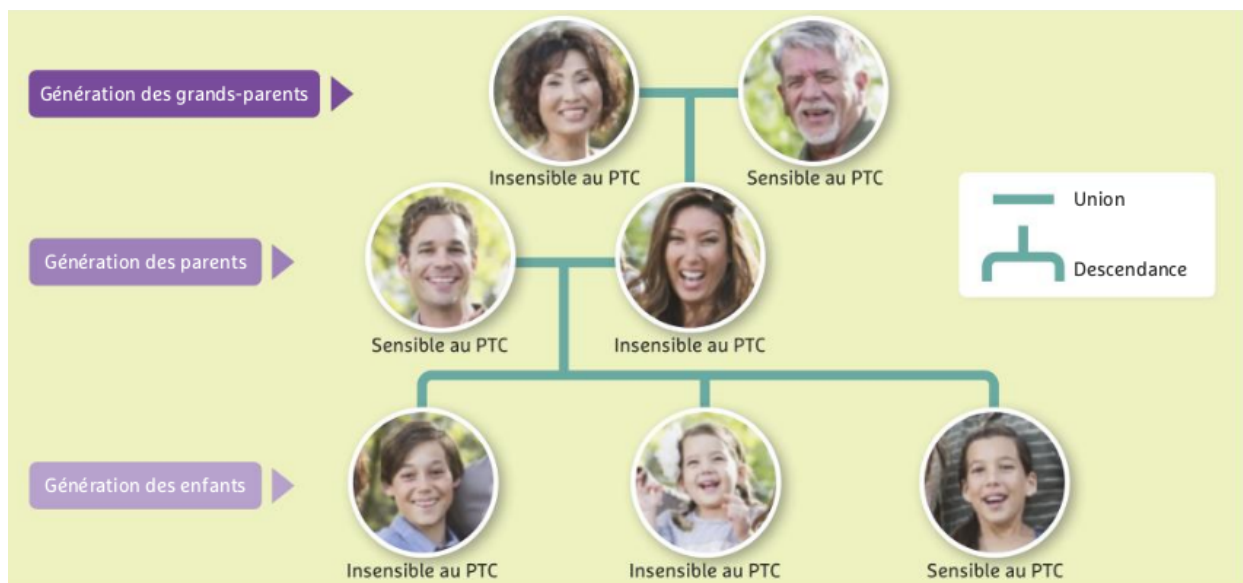 Génération des grands-parents
Insensible au PTC
Sensible au PTC
Union
Descendance
Génération des parents
Sensible au PTC
Insensible au PTC
Génération des enfants
Insensible au PTC
Insensible au PTC
Sensible au PTC